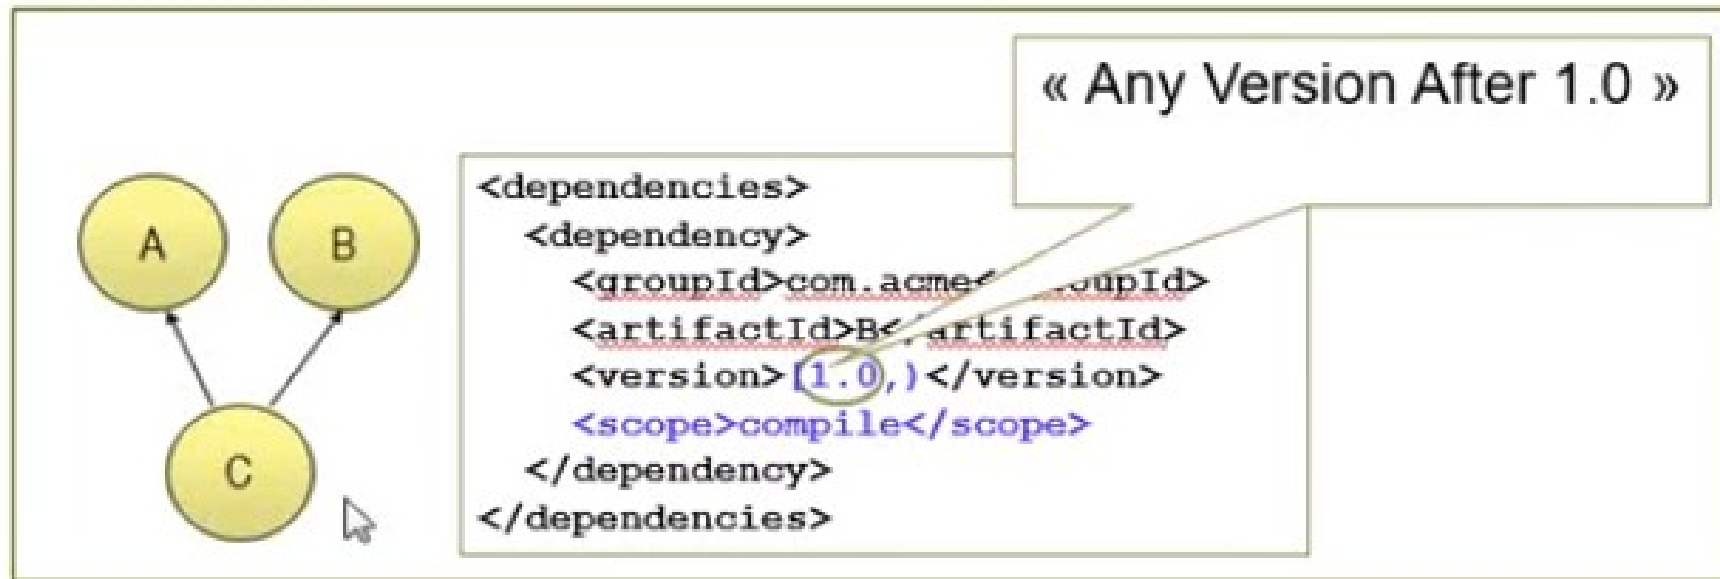 « Any Version After 1.0 »
A
B
C
<dependencies>
<dependency>
<groupId>com.acme< oupId>
<artifactId>B< artifactId>
<version>[1.0,)</version>
<scope>compile</scope>
</dependency>
</dependencies>